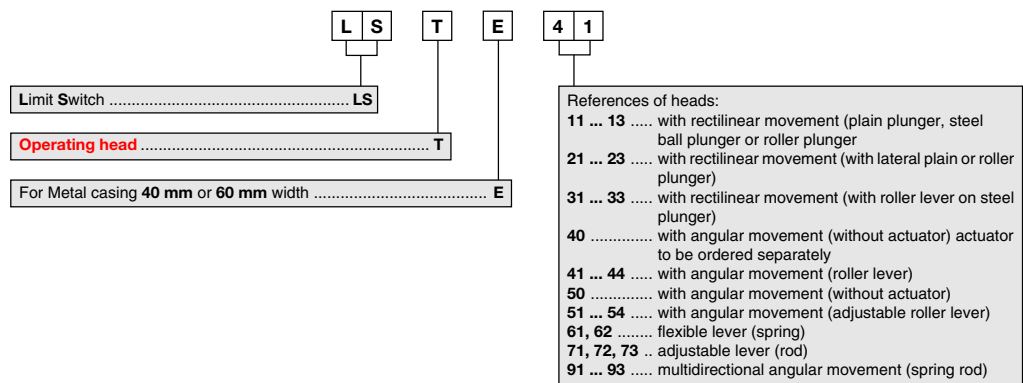 L S T E 4 1
Limit Switch ...................................................... LS
Operating head ................................................................. T
For Metal casing 40 mm or 60 mm width ....................................... E
References of heads:
11 ... 13 ..... with rectilinear movement (plain plunger, steel
ball plunger or roller plunger
21 ... 23 ..... with rectilinear movement (with lateral plain or roller
plunger)
31 ... 33 ..... with rectilinear movement (with roller lever on steel
plunger)
40 .............. with angular movement (without actuator) actuator
to be ordered separately
41 ... 44 ..... with angular movement (roller lever)
50 .............. with angular movement (without actuator)
51 ... 54 ..... with angular movement (adjustable roller lever)
61, 62 ........ flexible lever (spring)
71, 72, 73 .. adjustable lever (rod)
91 ... 93 ..... multidirectional angular movement (spring rod)